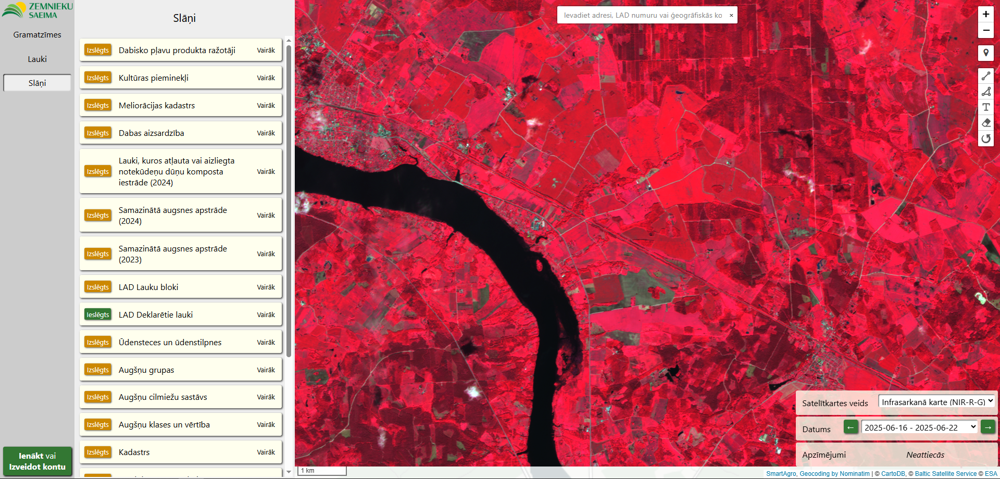 ZEMNIEKU
SAEIMA
Gramatzīmes
Lauki
Slāņi
Ienākt vai
Izveidot kontu
Slāņi
Izslēgts Dabisko pļavu produkta ražotāji Vairāk
Izslēgts Kultūras pieminekļi Vairāk
Izslēgts Meliorācijas kadastrs Vairāk
Izslēgts Dabas aizsardzība Vairāk
Izslēgts Lauki, kuros atļauta vai aizliegta
notekūdeņu dūņu komposta
iestrāde (2024) Vairāk
Izslēgts Samazinātā augsnes apstrāde
(2024) Vairāk
Izslēgts Samazinātā augsnes apstrāde
(2023) Vairāk
Izslēgts LAD Lauku bloki Vairāk
Ieslēgts LAD Deklarētie lauki Vairāk
Izslēgts Ūdensteces un ūdenstilpnes Vairāk
Izslēgts Augšņu grupas Vairāk
Izslēgts Augšņu cilmiežu sastāvs Vairāk
Izslēgts Augšņu klases un vērtība Vairāk
Izslēgts Kadastrs Vairāk
Ievadiet adresi, LAD numuru vai ģeogrāfiskās ko ×
+
−
T
Satelītkartes veids Infrasarkanā karte (NIR-R-G)
Datums ← 2025-06-16 - 2025-06-22 →
Apzīmējumi Neattiecās
1 km
SmartAgro, Geocoding by Nominatim | © CartoDB, © Baltic Satellite Service © ESA